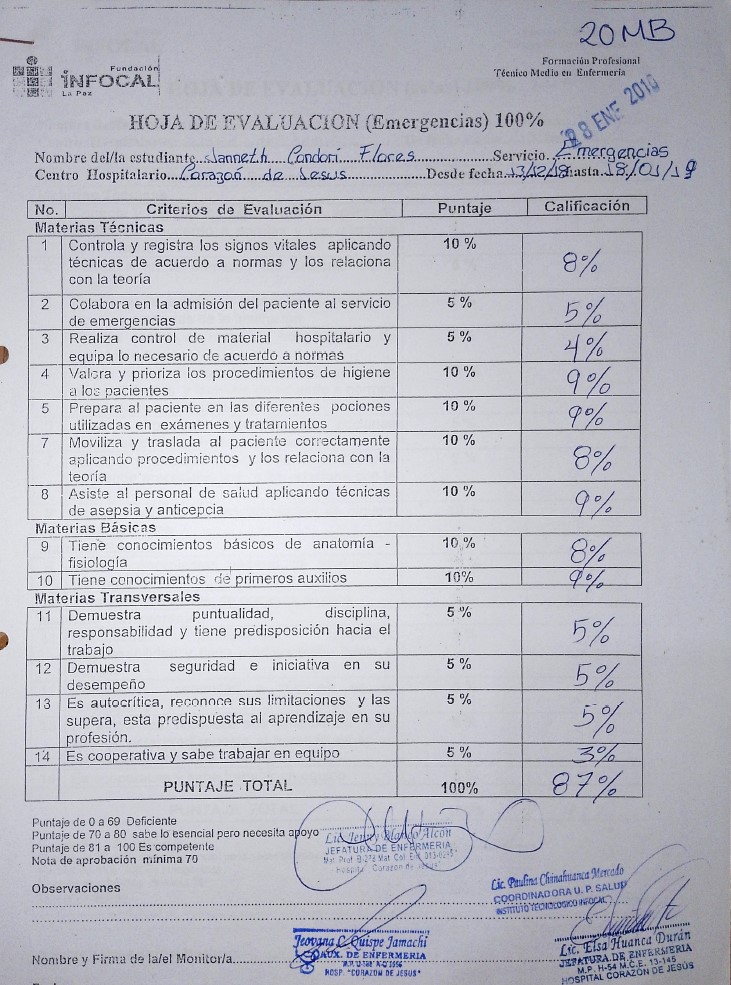 20 MB
Fundación
INFOCAL
La Paz
Formación Profesional
Técnico Medio en Enfermería
28 ENE 2019
HOJA DE EVALUACION (Emergencias) 100%
Nombre del/la estudiante Janneth Condori Flores Servicio Emergencias
Centro Hospitalario Corazón de Jesus Desde fecha 13/12/18 hasta 18/01/19
No. Criterios de Evaluación Puntaje Calificación
Materias Técnicas
1 Controla y registra los signos vitales aplicando 10 % 8%
técnicas de acuerdo a normas y los relaciona
con la teoría
2 Colabora en la admisión del paciente al servicio 5 % 5%
de emergencias
3 Realiza control de material hospitalario y 5 % 4%
equipa lo necesario de acuerdo a normas
4 Valora y prioriza los procedimientos de higiene 10 % 9%
a los pacientes
5 Prepara al paciente en las diferentes pociones 10 % 9%
utilizadas en exámenes y tratamientos
7 Moviliza y traslada al paciente correctamente 10 % 8%
aplicando procedimientos y los relaciona con la
teoría
8 Asiste al personal de salud aplicando técnicas 10 % 9%
de asepsia y anticepcia
Materias Básicas
9 Tiene conocimientos básicos de anatomía - 10 % 8%
fisiología
10 Tiene conocimientos de primeros auxilios 10% 9%
Materias Transversales
11 Demuestra puntualidad, disciplina, 5 % 5%
responsabilidad y tiene predisposición hacia el
trabajo
12 Demuestra seguridad e iniciativa en su 5 % 5%
desempeño
13 Es autocrítica, reconoce sus limitaciones y las 5 % 5%
supera, esta predispuesta al aprendizaje en su
profesión.
14 Es cooperativa y sabe trabajar en equipo 5 % 3%
PUNTAJE TOTAL 100% 87%
Puntaje de 0 a 69 Deficiente
Puntaje de 70 a 80 sabe lo esencial pero necesita apoyo
Puntaje de 81 a 100 Es competente
Nota de aprobación mínima 70
Lic. Jenny Blanco Alcón
JEFATURA DE ENFERMERIA
Hospital "Corazon de Jesus"
Observaciones
Lic. Paulina Chinahuanca Mercado
COORDINADORA U. P. SALUD
INSTITUTO TECNOLOGICO INFOCAL
Nombre y Firma de la/el Monitor/a
Jeovana C. Quispe Jamachi
AUX. DE ENFERMERIA
HOSP. "CORAZON DE JESUS"
Lic. Elsa Huanca Durán
JEFATURA DE ENFERMERIA
M.P. H-54 M.C.E. 13-145
HOSPITAL CORAZÓN DE JESUS